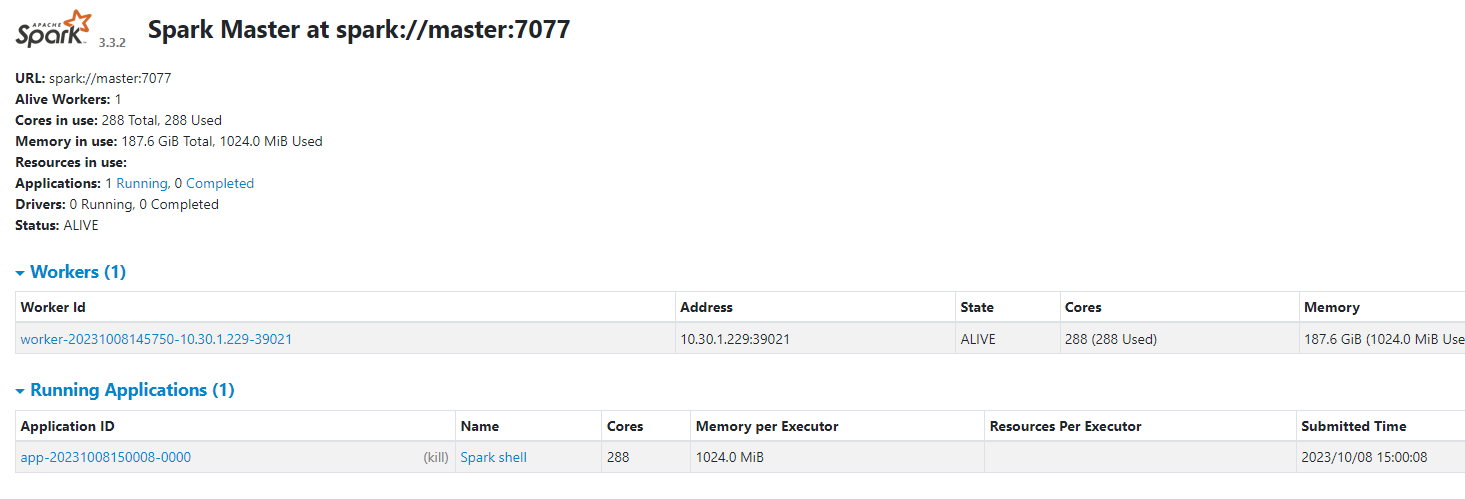 APACHE
Spark 3.3.2 Spark Master at spark://master:7077
URL: spark://master:7077
Alive Workers: 1
Cores in use: 288 Total, 288 Used
Memory in use: 187.6 GiB Total, 1024.0 MiB Used
Resources in use:
Applications: 1 Running, 0 Completed
Drivers: 0 Running, 0 Completed
Status: ALIVE
Workers (1)
Worker Id Address State Cores Memory
worker-20231008145750-10.30.1.229-39021 10.30.1.229:39021 ALIVE 288 (288 Used) 187.6 GiB (1024.0 MiB Use
Running Applications (1)
Application ID Name Cores Memory per Executor Resources Per Executor Submitted Time
app-20231008150008-0000 (kill) Spark shell 288 1024.0 MiB 2023/10/08 15:00:08